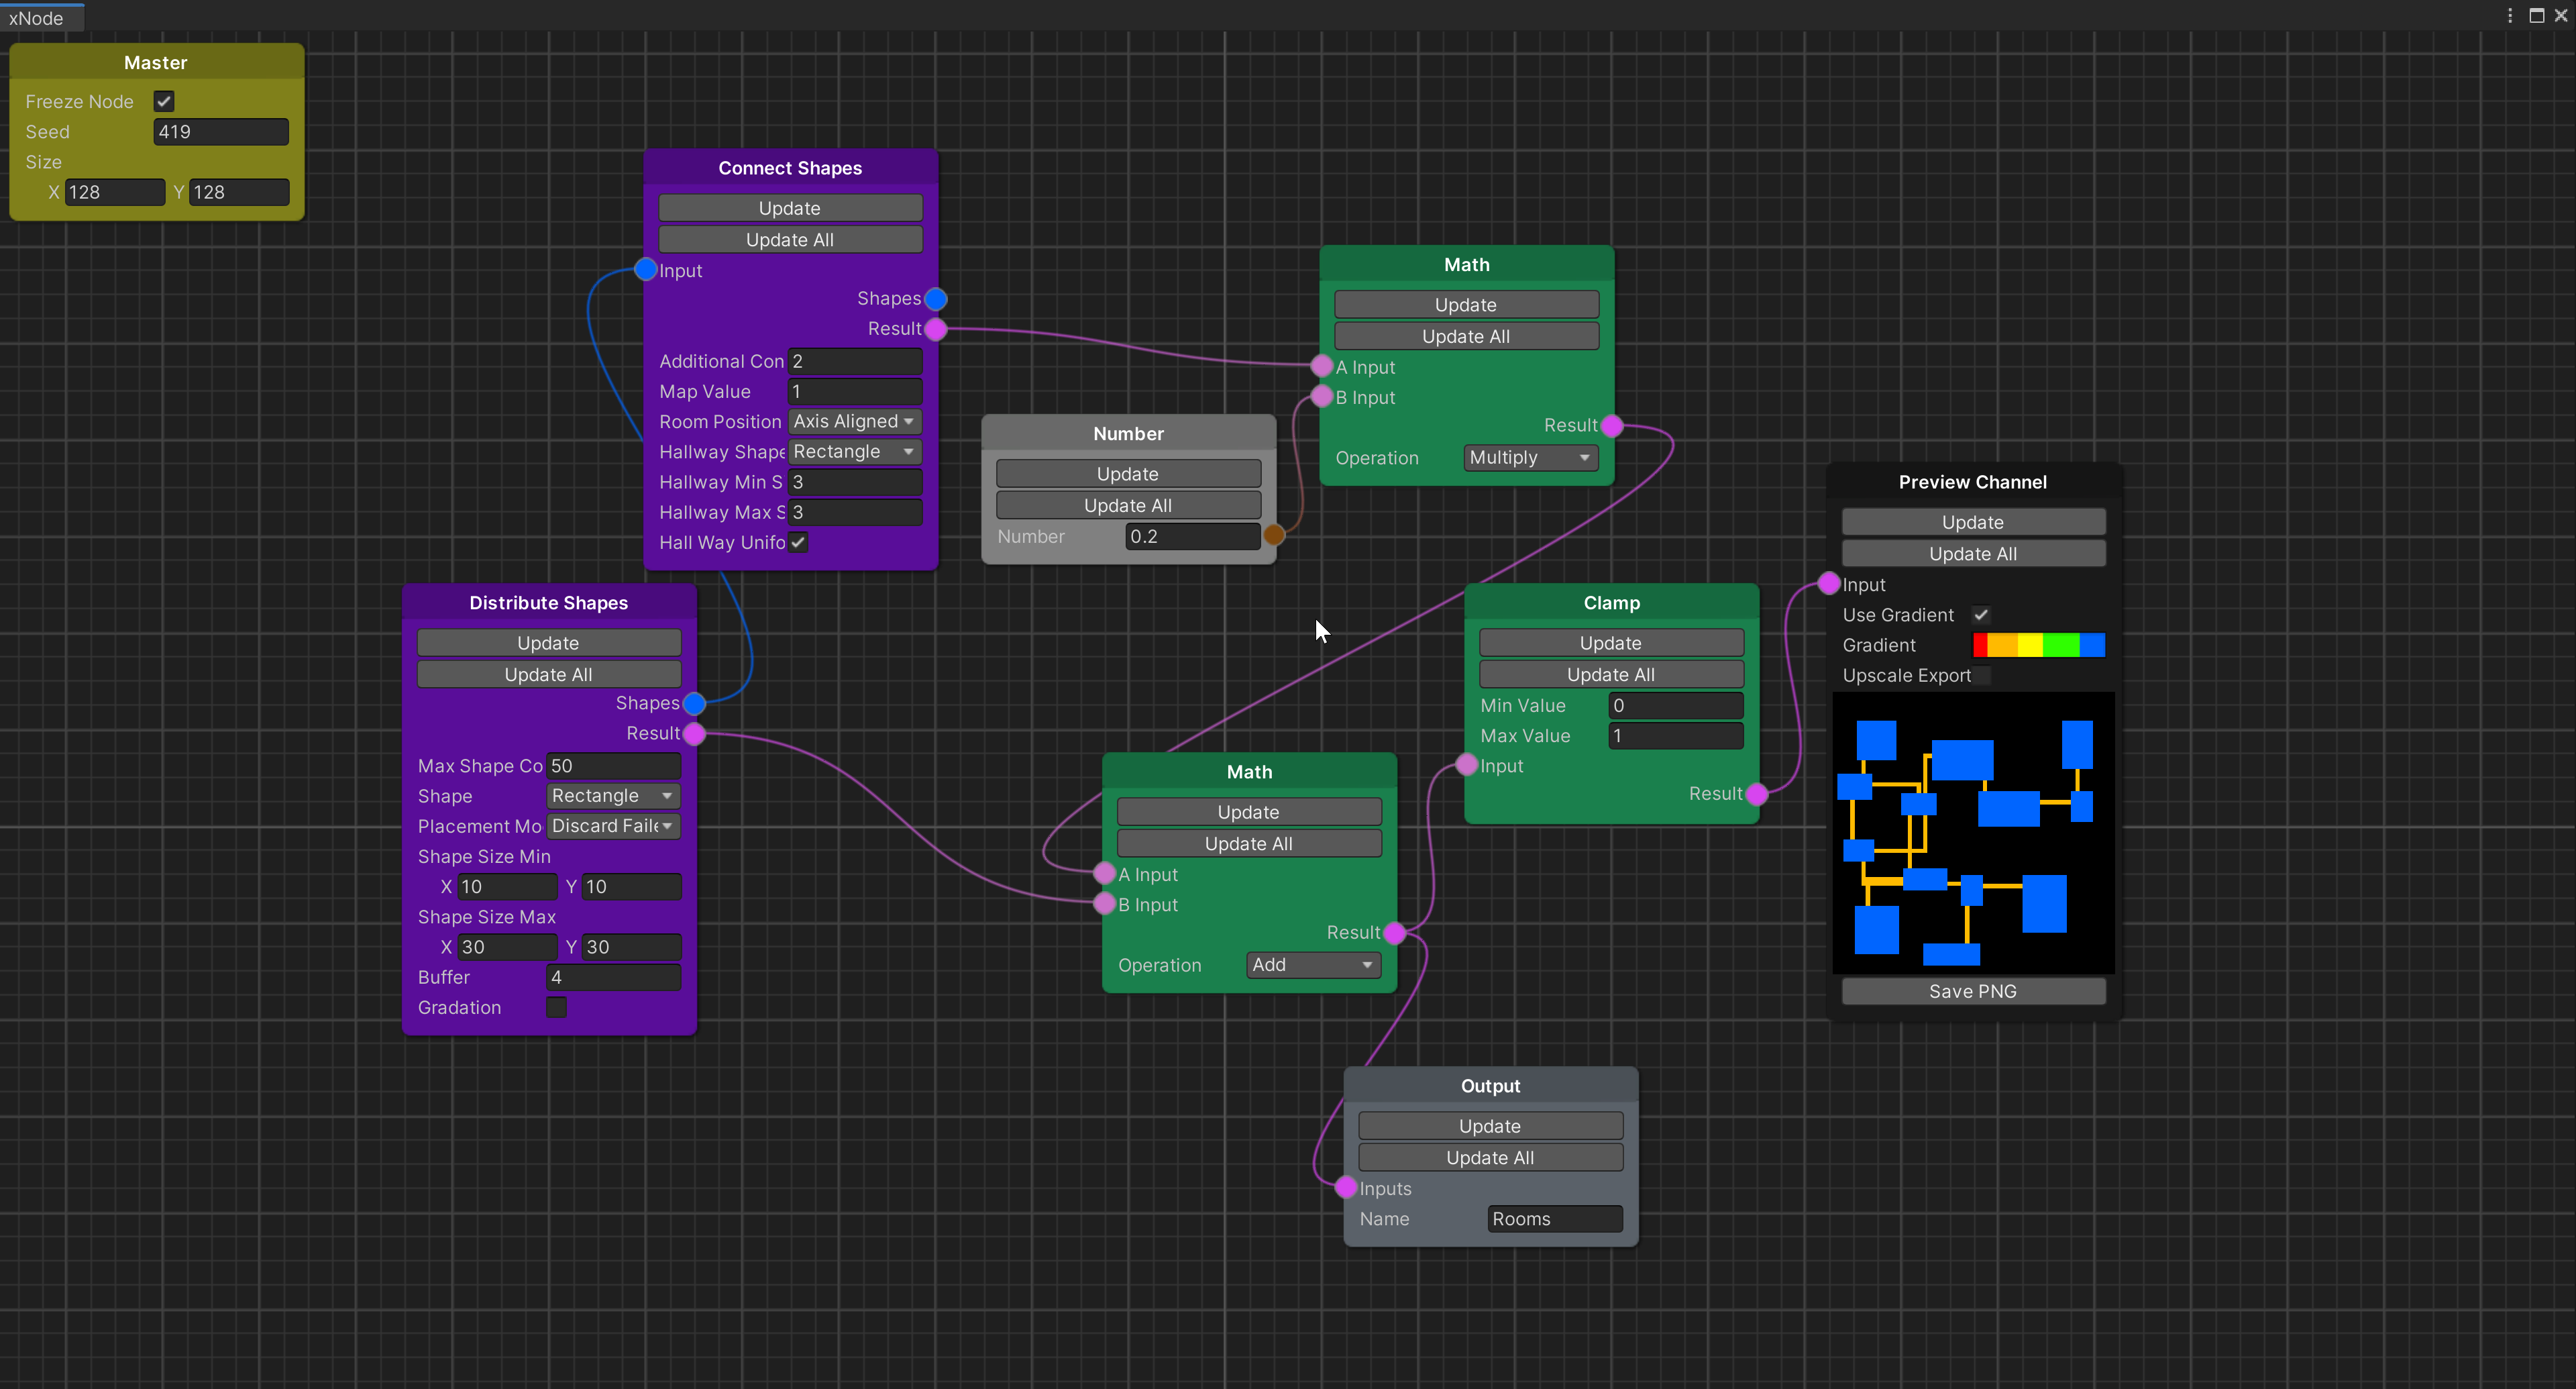 xNode
Master
Freeze Node
Seed 419
Size
X 128 Y 128
Connect Shapes
Update
Update All
Input
Shapes
Result
Additional Con 2
Map Value 1
Room Position Axis Aligned
Hallway Shape Rectangle
Hallway Min S 3
Hallway Max S 3
Hall Way Unifo
Distribute Shapes
Update
Update All
Shapes
Result
Max Shape Co 50
Shape Rectangle
Placement Mo Discard Faile
Shape Size Min
X 10 Y 10
Shape Size Max
X 30 Y 30
Buffer 4
Gradation
Number
Update
Update All
Number 0.2
Math
Update
Update All
A Input
B Input
Result
Operation Multiply
Math
Update
Update All
A Input
B Input
Result
Operation Add
Clamp
Update
Update All
Min Value 0
Max Value 1
Input
Result
Output
Update
Update All
Inputs
Name Rooms
Preview Channel
Update
Update All
Input
Use Gradient
Gradient
Upscale Export
Save PNG